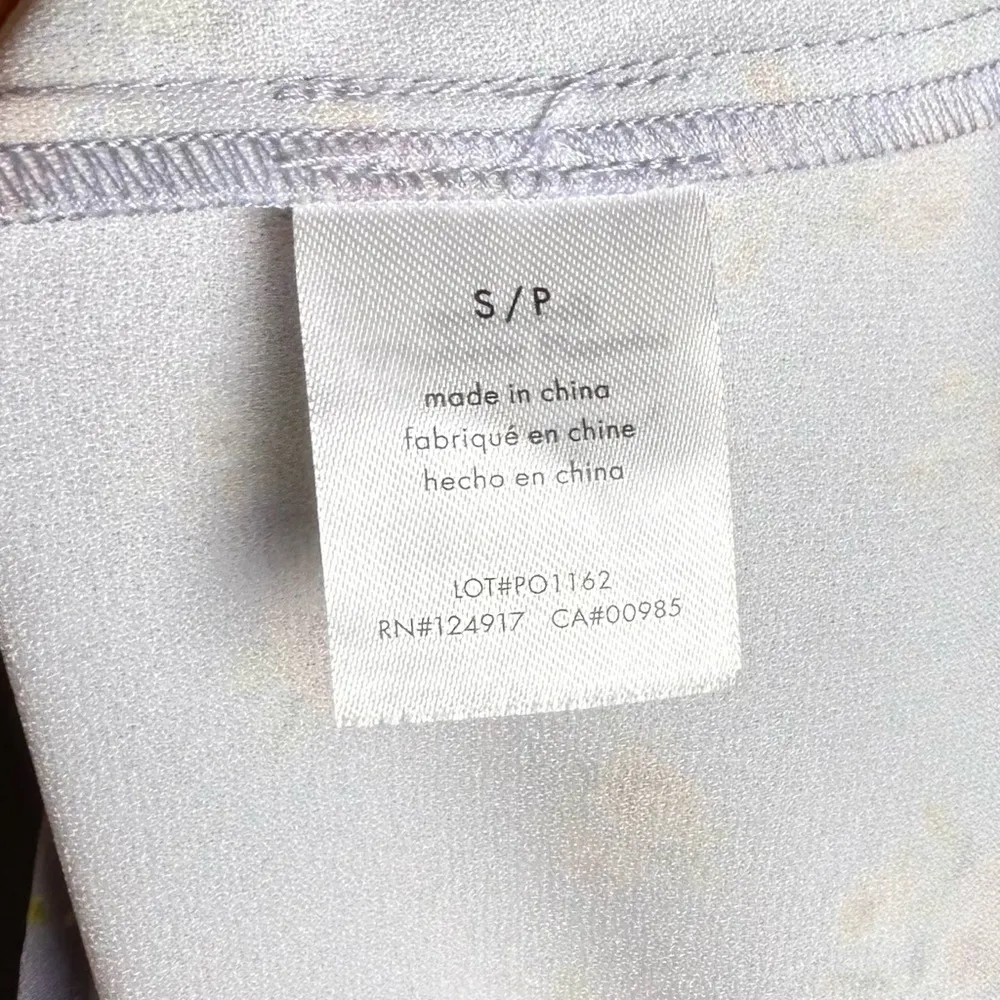 S / P
made in china
fabriqué en chine
hecho en china
LOT#PO1162
RN#124917 CA#00985